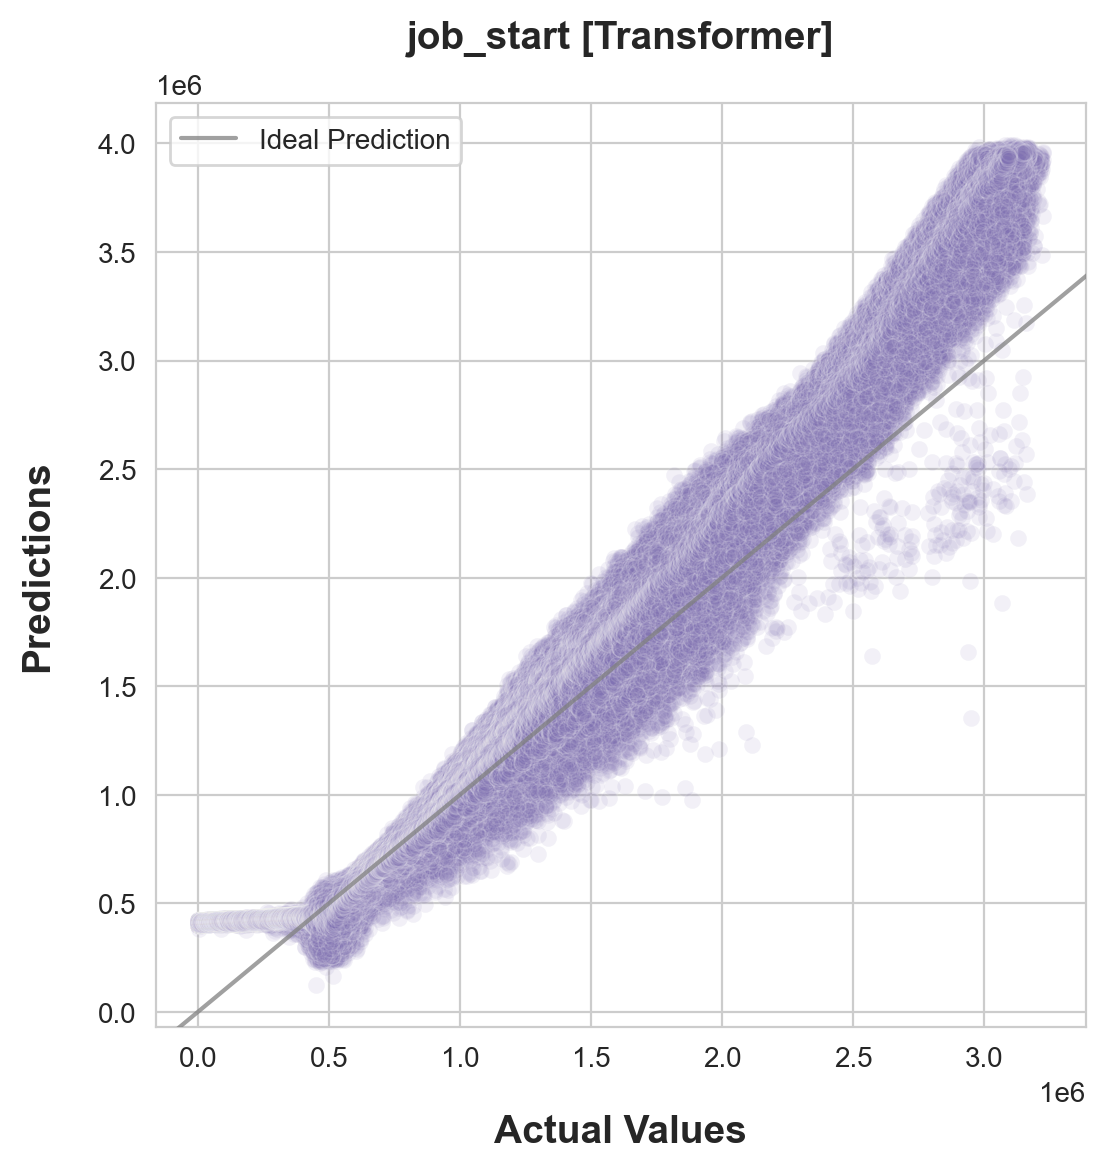 job_start [Transformer]
1e6
Ideal Prediction
4.0
3.5
3.0
2.5
2.0
1.5
1.0
0.5
0.0
Predictions
0.0 0.5 1.0 1.5 2.0 2.5 3.0
1e6
Actual Values